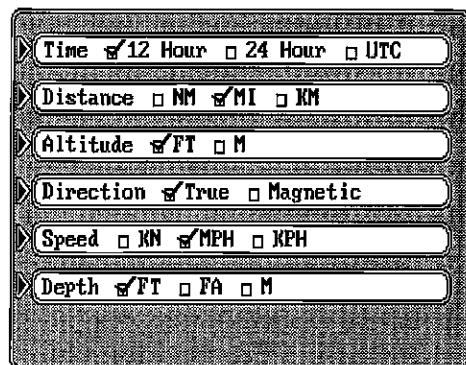 Time ☑12 Hour ☐ 24 Hour ☐ UTC
Distance ☐ NM ☑MI ☐ KM
Altitude ☑FT ☐ M
Direction ☑True ☐ Magnetic
Speed ☐ KN ☑MPH ☐ KPH
Depth ☑FT ☐ FA ☐ M